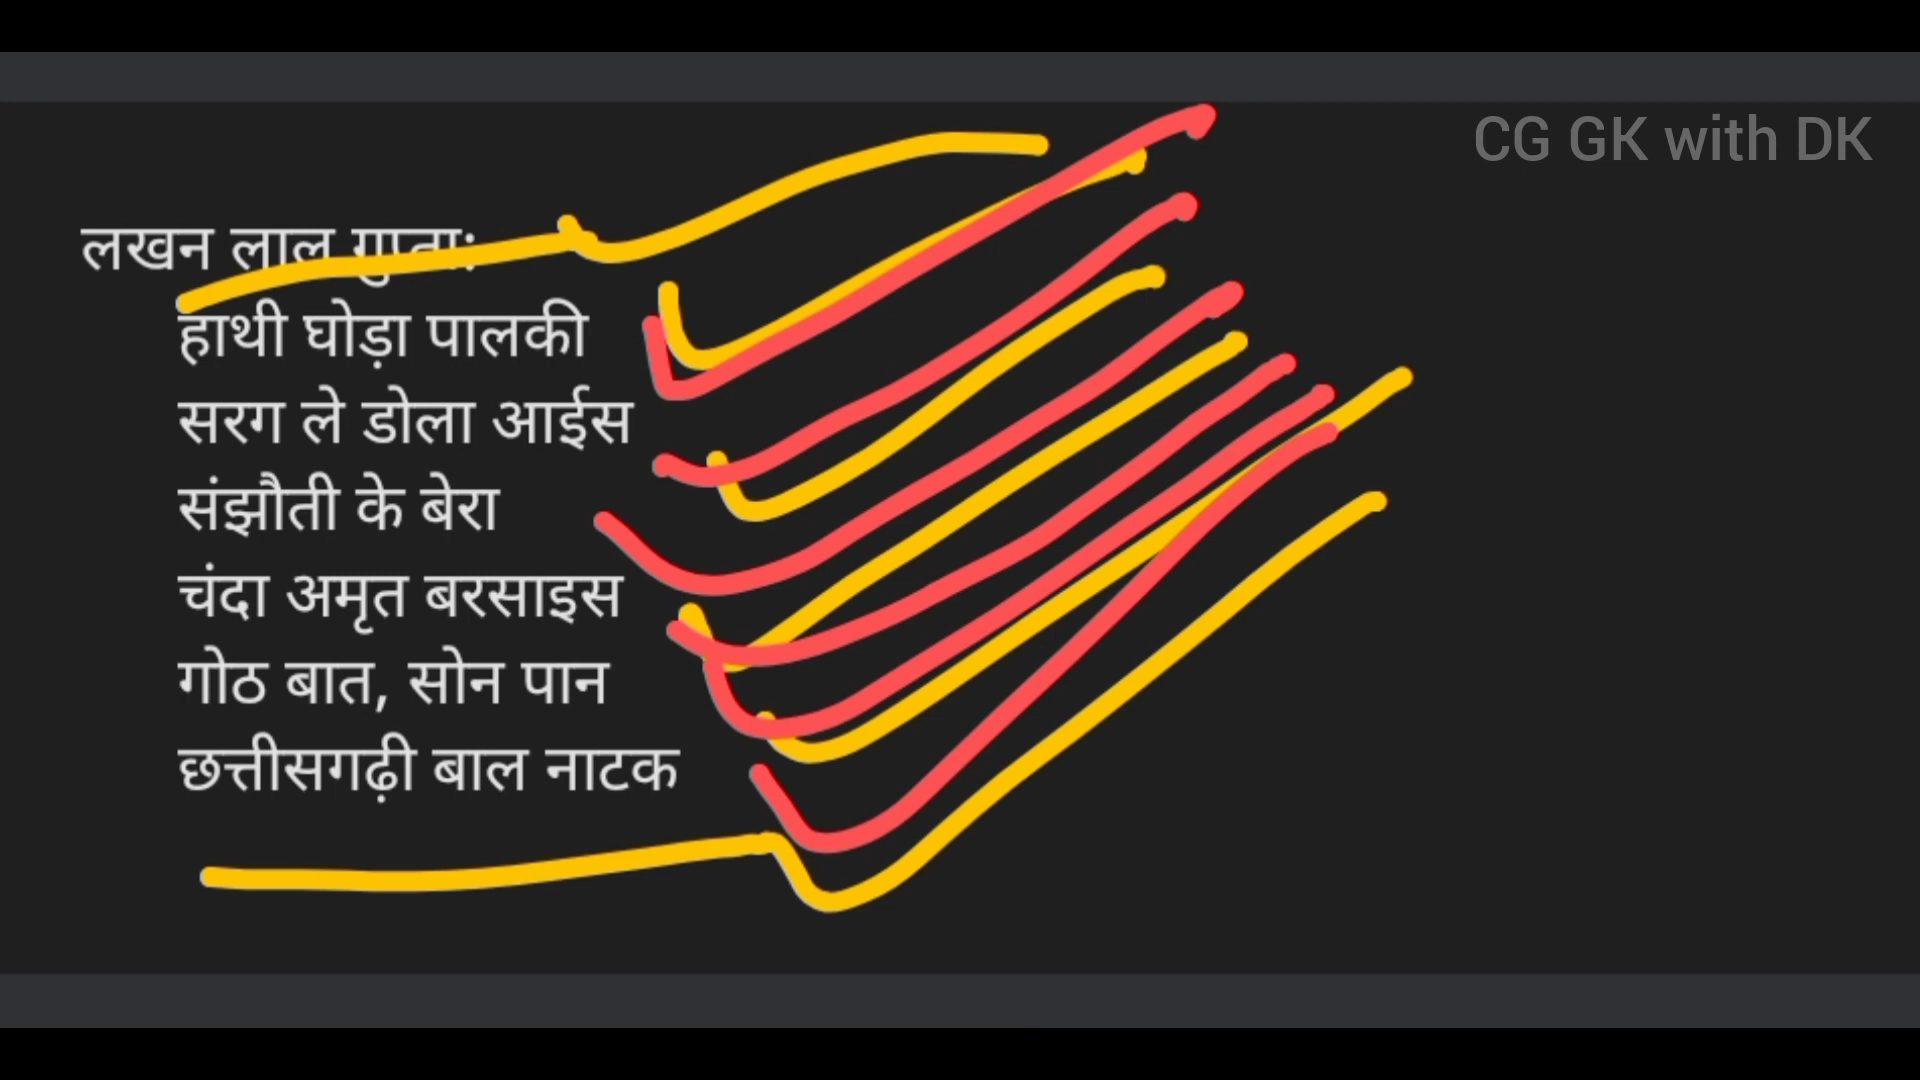 CG GK with DK
लखन लाल गुप्ता:
हाथी घोड़ा पालकी
सरग ले डोला आईस
संझौती के बेरा
चंदा अमृत बरसाइस
गोठ बात, सोन पान
छत्तीसगढ़ी बाल नाटक